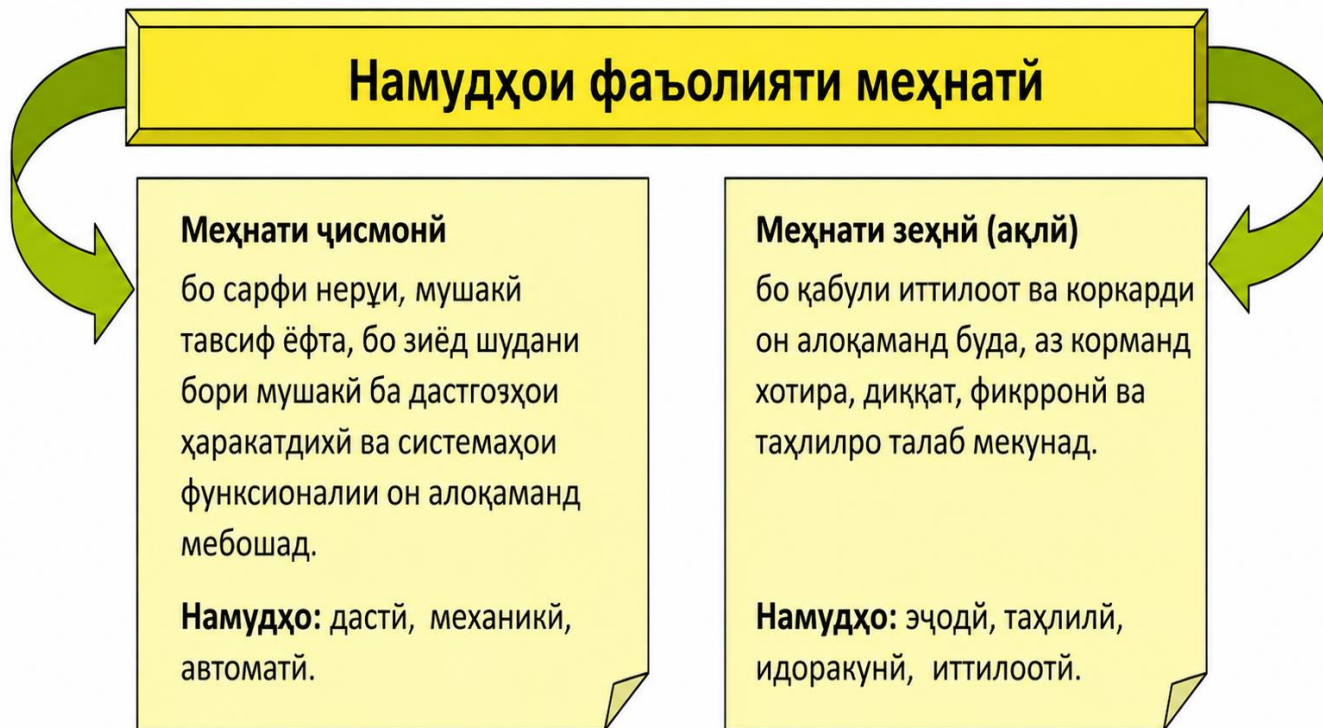 Намудҳои фаъолияти меҳнатӣ
Меҳнати ҷисмонӣ
бо сарфи неруи, мушакӣ
тавсиф ёфта, бо зиёд шудани
бори мушакӣ ба дастгоҳҳои
ҳаракатдихӣ ва системаҳои
функсионалии он алоқаманд
мебошад.
Намудҳо: дастӣ, механикӣ,
автоматӣ.
Меҳнати зеҳнӣ (ақлӣ)
бо қабули иттилоот ва коркарди
он алоқаманд буда, аз корманд
хотира, диққат, фикрронӣ ва
таҳлилро талаб мекунад.
Намудҳо: эҷодӣ, таҳлилӣ,
идоракунӣ, иттилоотӣ.